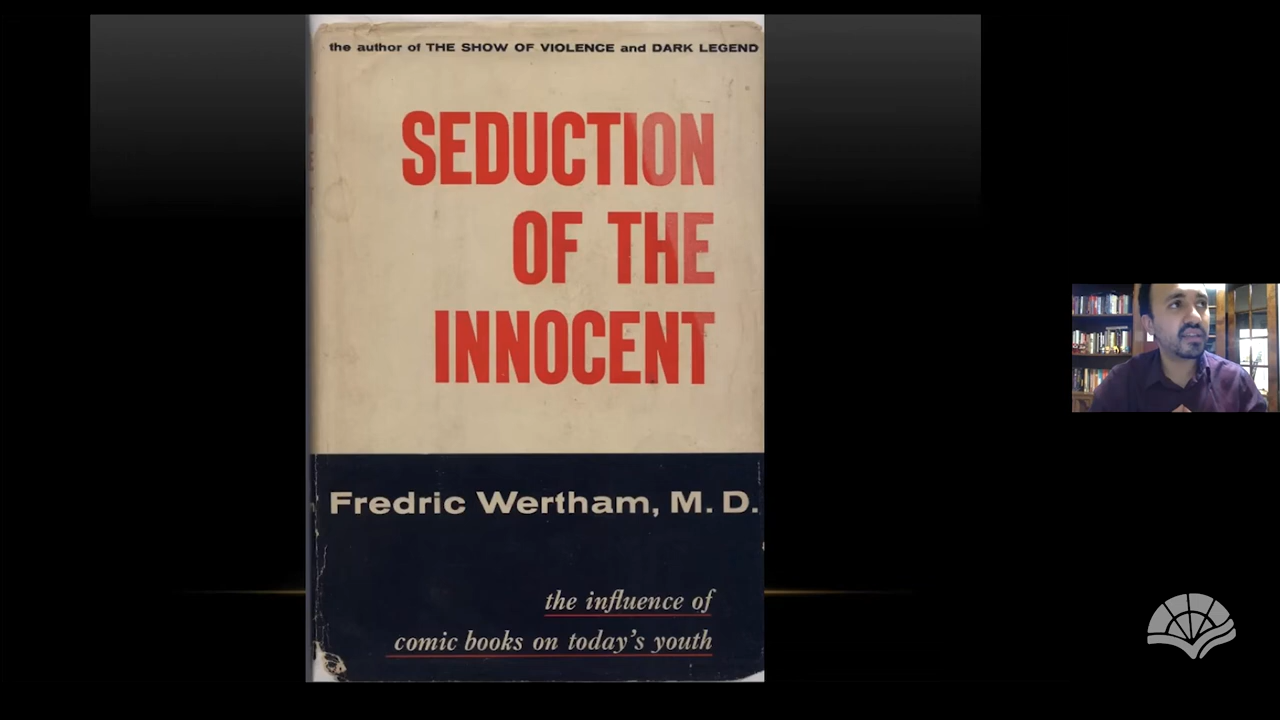 the author of THE SHOW OF VIOLENCE and DARK LEGEND
SEDUCTION
OF THE
INNOCENT
Fredric Wertham, M. D.
the influence of
comic books on today's youth